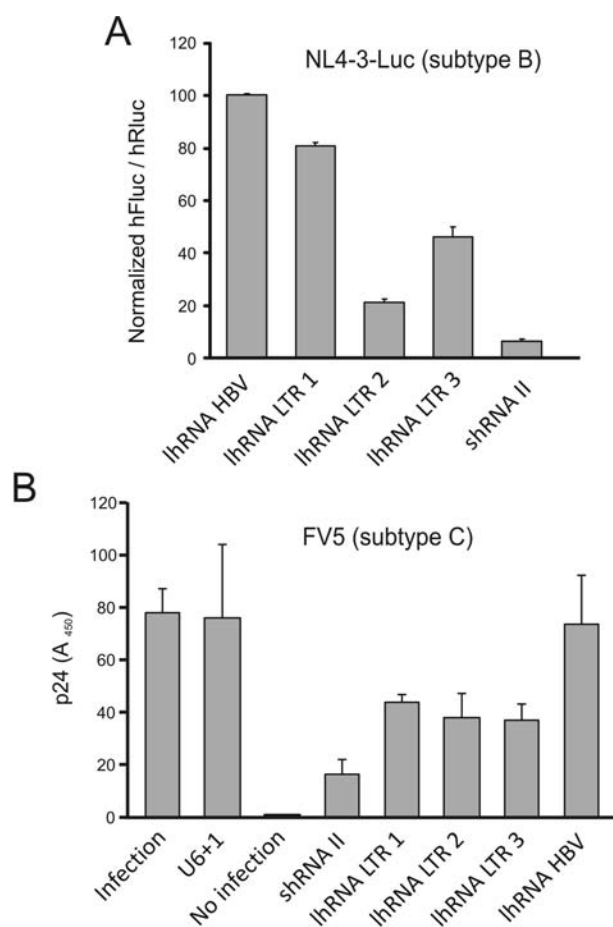 A
NL4-3-Luc (subtype B)
Normalized hFluc / hRluc
120
100
80
60
40
20
0
lhRNA HBV
lhRNA LTR 1
lhRNA LTR 2
lhRNA LTR 3
shRNA II
B
FV5 (subtype C)
p24 (A 450)
120
100
80
60
40
20
0
Infection
U6+1
No infection
shRNA II
lhRNA LTR 1
lhRNA LTR 2
lhRNA LTR 3
lhRNA HBV